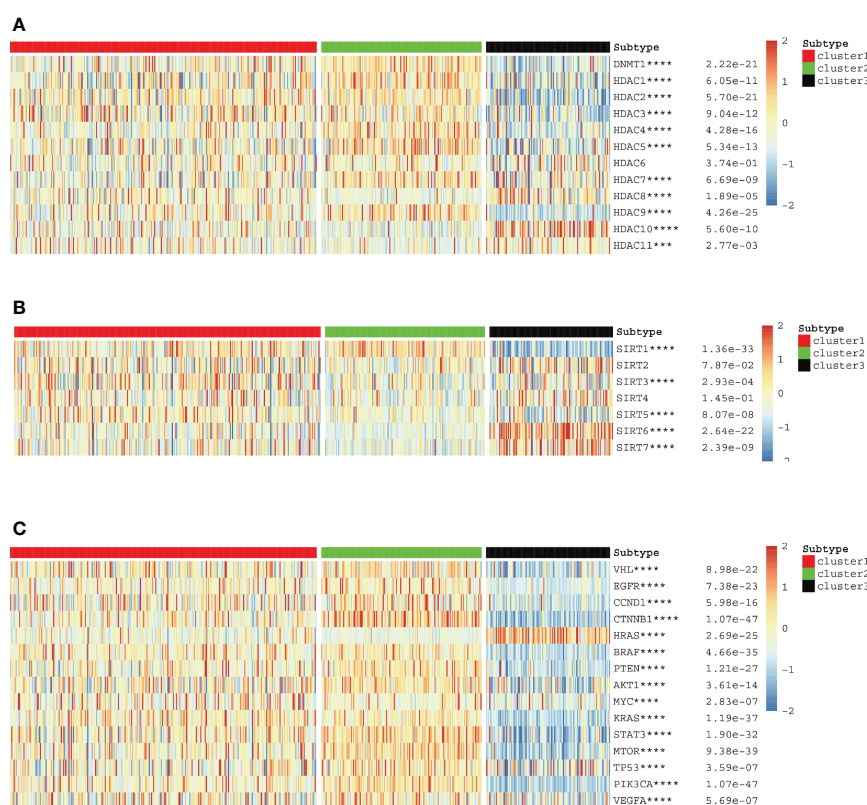 A
Subtype
DNMT1**** 2.22e-21
HDAC1**** 6.05e-11
HDAC2**** 5.70e-21
HDAC3**** 9.04e-12
HDAC4**** 4.28e-16
HDAC5**** 5.34e-13
HDAC6 3.74e-01
HDAC7**** 6.69e-09
HDAC8**** 1.89e-05
HDAC9**** 4.26e-25
HDAC10**** 5.60e-10
HDAC11*** 2.77e-03
2
1
0
−1
−2
Subtype
cluster1
cluster2
cluster3
B
Subtype
SIRT1**** 1.36e-33
SIRT2 7.87e-02
SIRT3**** 2.93e-04
SIRT4 1.45e-01
SIRT5**** 8.07e-08
SIRT6**** 2.64e-22
SIRT7**** 2.39e-09
2
1
0
−1
−2
Subtype
cluster1
cluster2
cluster3
C
Subtype
VHL**** 8.98e-22
EGFR**** 7.38e-23
CCND1**** 5.98e-16
CTNNB1**** 1.07e-47
HRAS**** 2.69e-25
BRAF**** 4.66e-35
PTEN**** 1.21e-27
AKT1**** 3.61e-14
MYC**** 2.83e-07
KRAS**** 1.19e-37
STAT3**** 1.90e-32
MTOR**** 9.38e-39
TP53**** 3.59e-07
PIK3CA**** 1.07e-47
VEGFA**** 5.69e-07
2
1
0
−1
−2
Subtype
cluster1
cluster2
cluster3